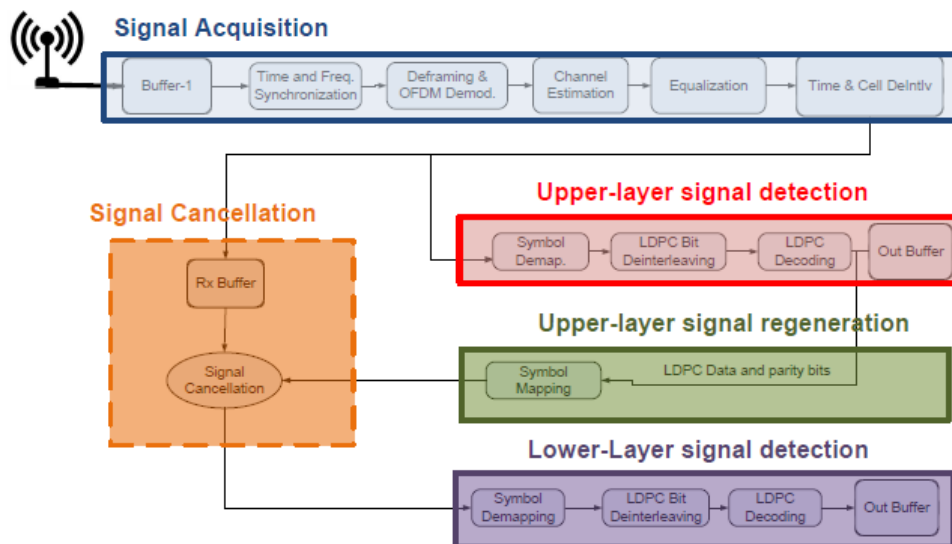 Signal Acquisition
Buffer-1
Time and Freq.
Synchronization
Deframing &
OFDM Demod.
Channel
Estimation
Equalization
Time & Cell DeIntlv
Upper-layer signal detection
Symbol
Demap.
LDPC Bit
Deinterleaving
LDPC
Decoding
Out Buffer
Signal Cancellation
Rx Buffer
Signal
Cancellation
Upper-layer signal regeneration
Symbol
Mapping
LDPC Data and parity bits
Lower-Layer signal detection
Symbol
Demapping
LDPC Bit
Deinterleaving
LDPC
Decoding
Out Buffer